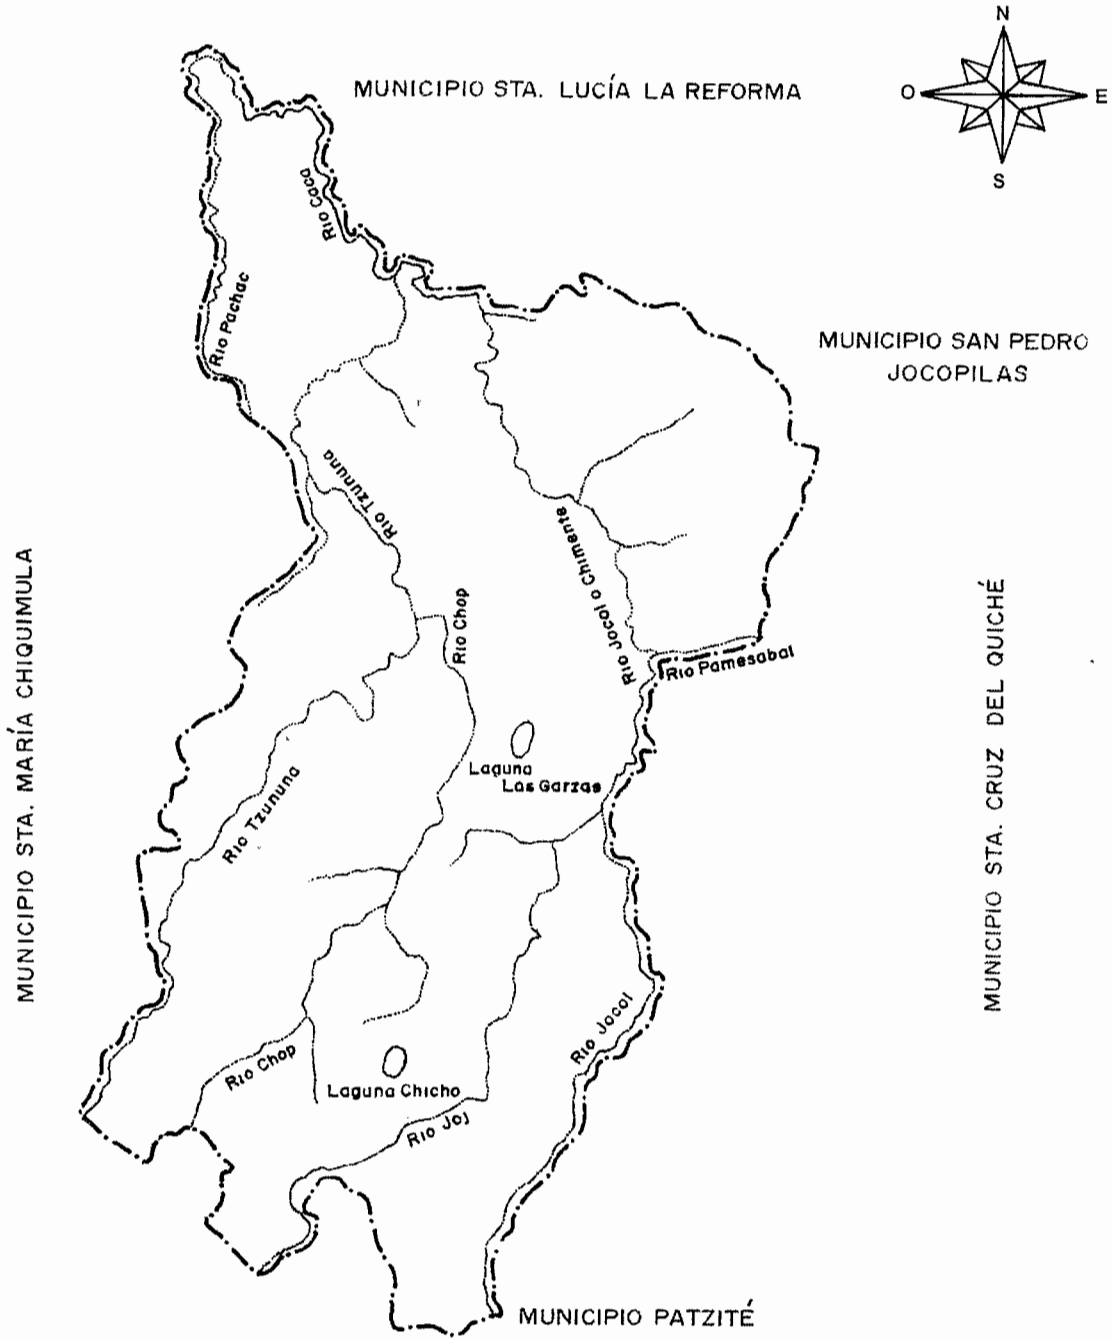 N
MUNICIPIO STA. LUCÍA LA REFORMA
O
E
S
Rio Caca
Rio Pachac
MUNICIPIO SAN PEDRO
JOCOPILAS
Rio Tzununa
Rio Jocol o Chimente
MUNICIPIO STA. MARÍA CHIQUIMULA
Rio Chop
MUNICIPIO STA. CRUZ DEL QUICHÉ
Rio Pamesabal
Laguna
Las Garzas
Rio Tzununa
Rio Jocol
Rio Chop
Laguna Chicho
Rio Joj
MUNICIPIO PATZITÉ